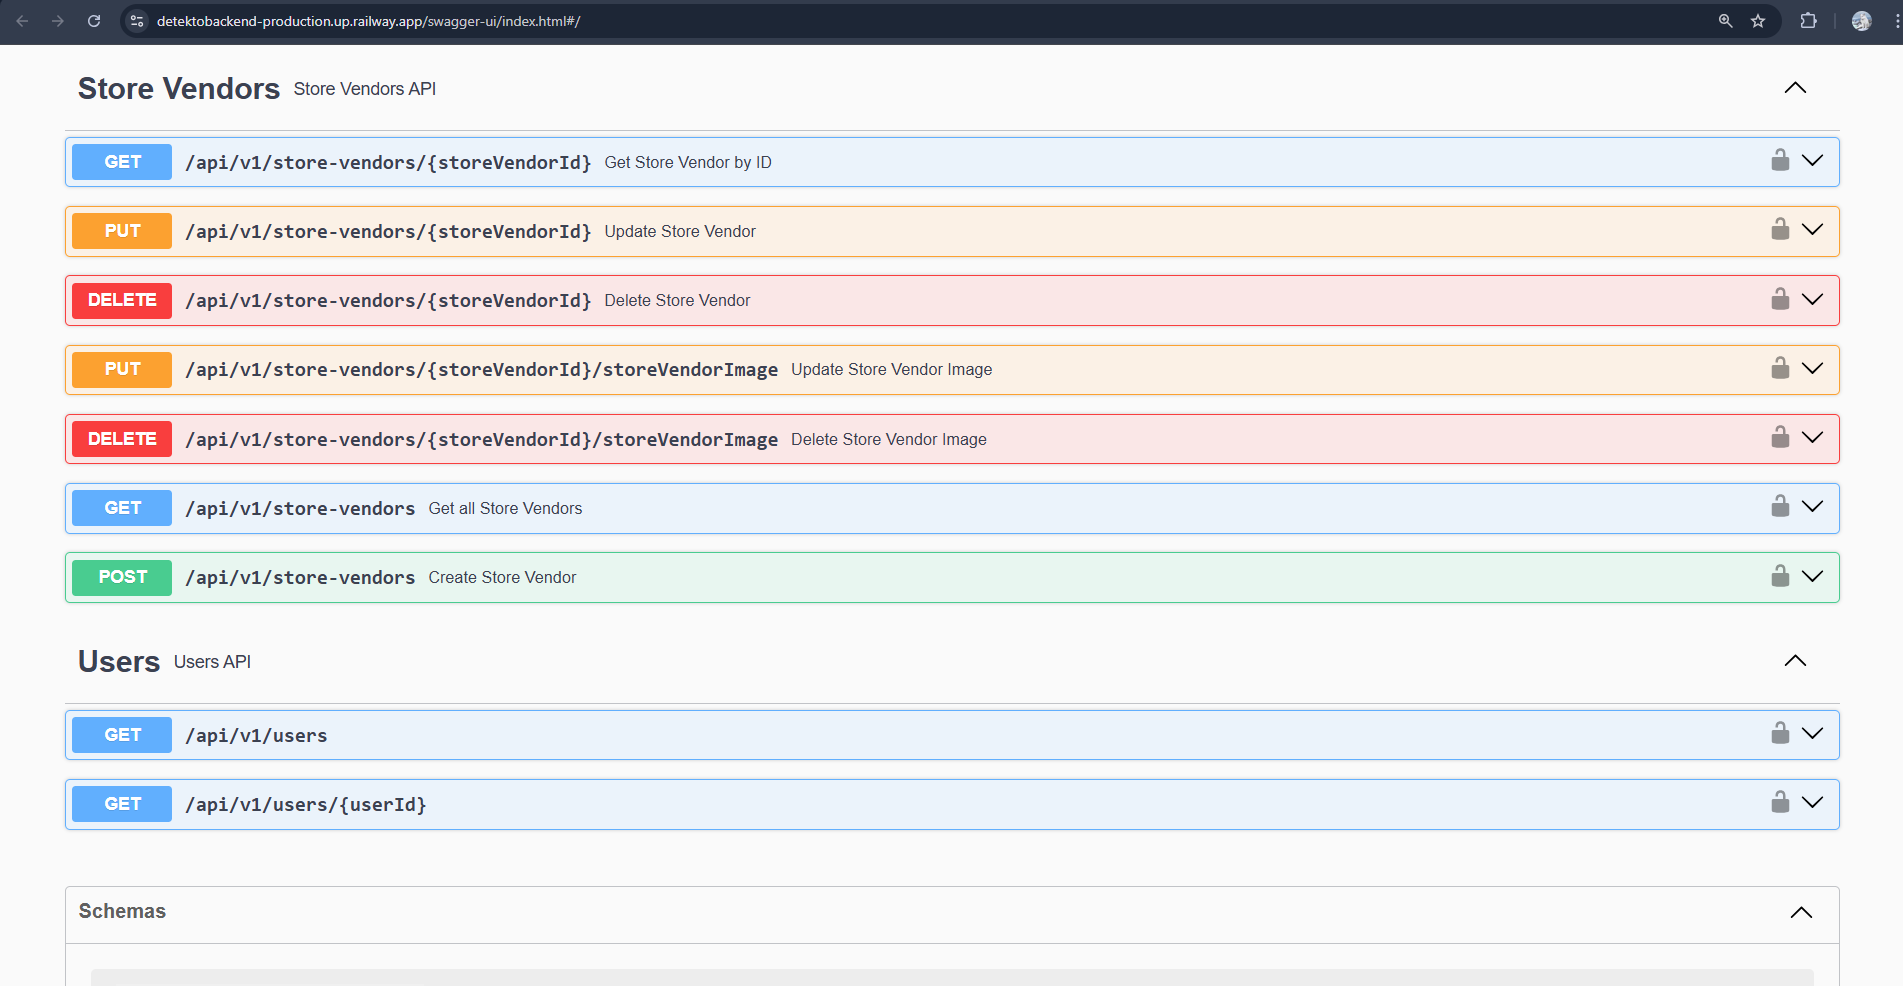 detektobackend-production.up.railway.app/swagger-ui/index.html#/
Store Vendors Store Vendors API
GET /api/v1/store-vendors/{storeVendorId} Get Store Vendor by ID
PUT /api/v1/store-vendors/{storeVendorId} Update Store Vendor
DELETE /api/v1/store-vendors/{storeVendorId} Delete Store Vendor
PUT /api/v1/store-vendors/{storeVendorId}/storeVendorImage Update Store Vendor Image
DELETE /api/v1/store-vendors/{storeVendorId}/storeVendorImage Delete Store Vendor Image
GET /api/v1/store-vendors Get all Store Vendors
POST /api/v1/store-vendors Create Store Vendor
Users Users API
GET /api/v1/users
GET /api/v1/users/{userId}
Schemas